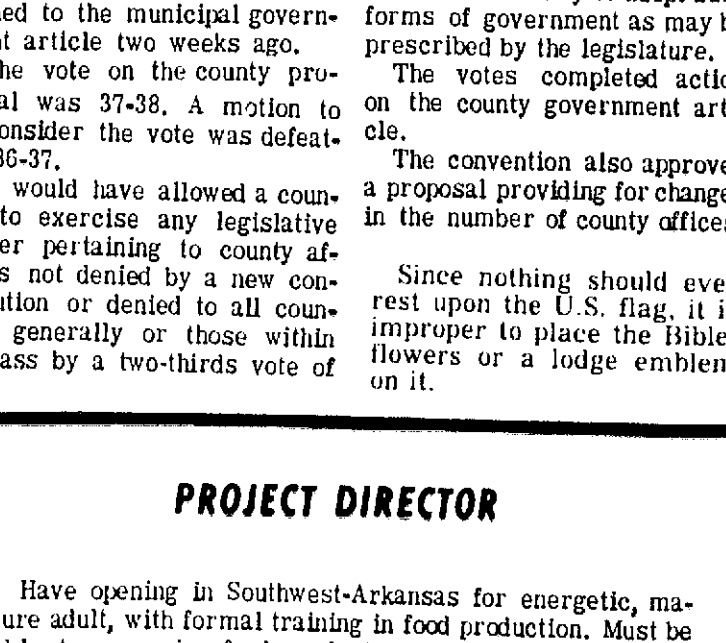 ed to the municipal govern-
t article two weeks ago.
he vote on the county pro-
al was 37-38. A motion to
onsider the vote was defeat-
36-37.
would have allowed a coun-
to exercise any legislative
er pertaining to county af-
s not denied by a new con-
ution or denied to all coun-
generally or those within
ass by a two-thirds vote of
forms of government as may b
prescribed by the legislature.
The votes completed actio
on the county government art
cle.
The convention also approve
a proposal providing for change
in the number of county offices
Since nothing should eve
rest upon the U.S. flag, it i
improper to place the Bible
flowers or a lodge emblem
on it.
PROJECT DIRECTOR
Have opening in Southwest-Arkansas for energetic, ma-
ure adult, with formal training in food production. Must be